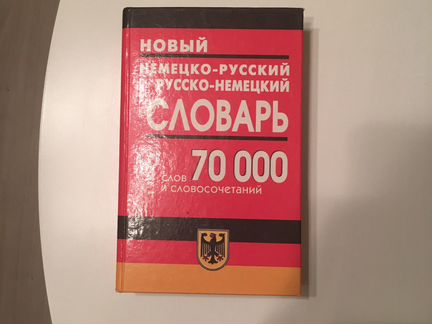 НОВЫЙ
НЕМЕЦКО-РУССКИЙ
РУССКО-НЕМЕЦКИЙ
СЛОВАРЬ
70 000
СЛОВ
И СЛОВОСОЧЕТАНИЙ